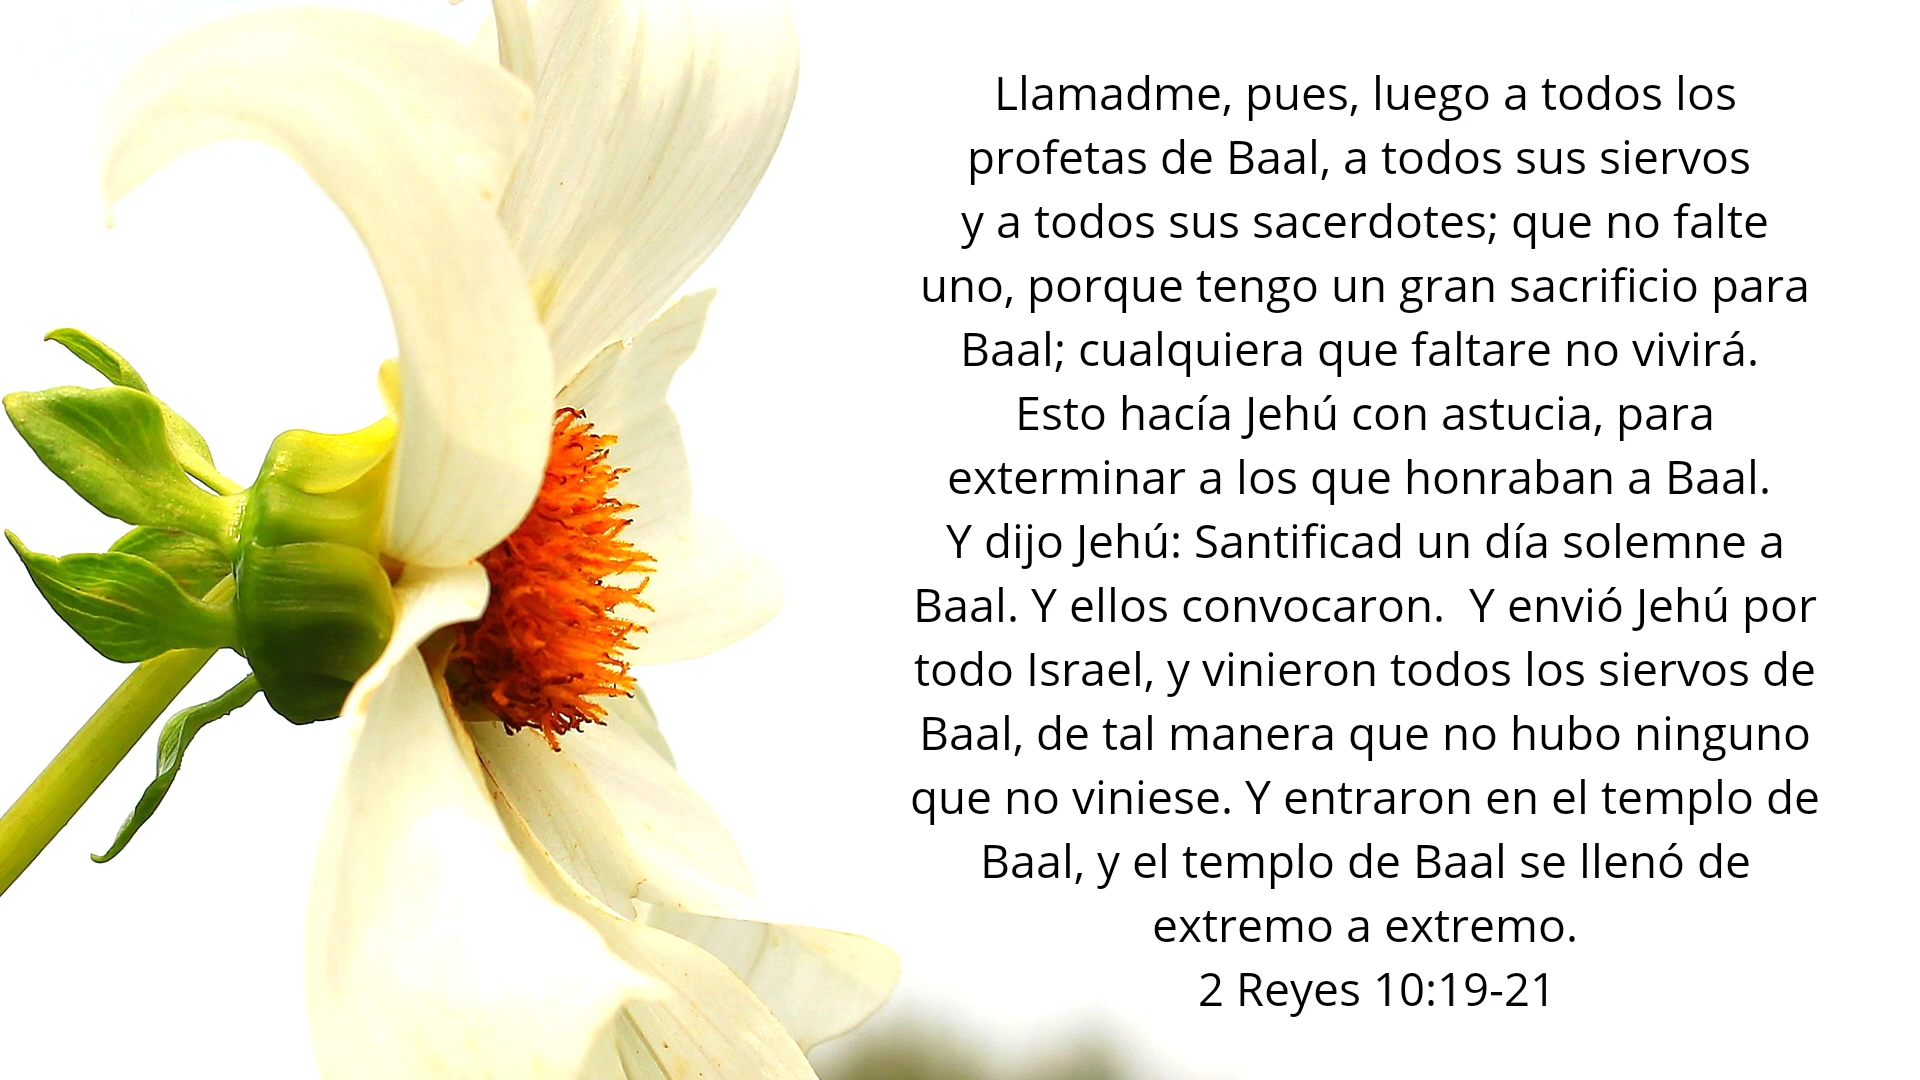 Llamadme, pues, luego a todos los
profetas de Baal, a todos sus siervos
y a todos sus sacerdotes; que no falte
uno, porque tengo un gran sacrificio para
Baal; cualquiera que faltare no vivirá.
Esto hacía Jehú con astucia, para
exterminar a los que honraban a Baal.
Y dijo Jehú: Santificad un día solemne a
Baal. Y ellos convocaron.  Y envió Jehú por
todo Israel, y vinieron todos los siervos de
Baal, de tal manera que no hubo ninguno
que no viniese. Y entraron en el templo de
Baal, y el templo de Baal se llenó de
extremo a extremo.
2 Reyes 10:19-21